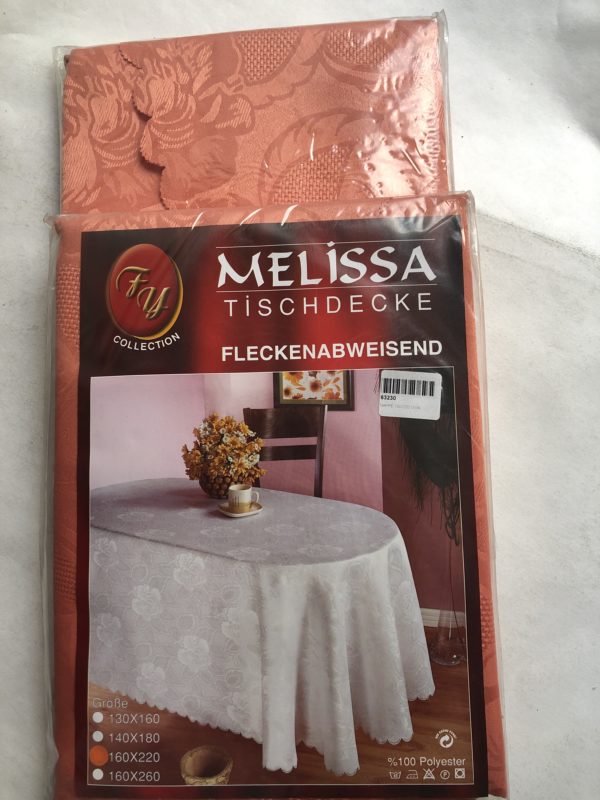 FY
COLLECTION
MELİSSA
TİSCHDECKE
FLECKENABWEISEND
63230
Größe
130X160
140X180
160X220
160X260
%100 Polyester